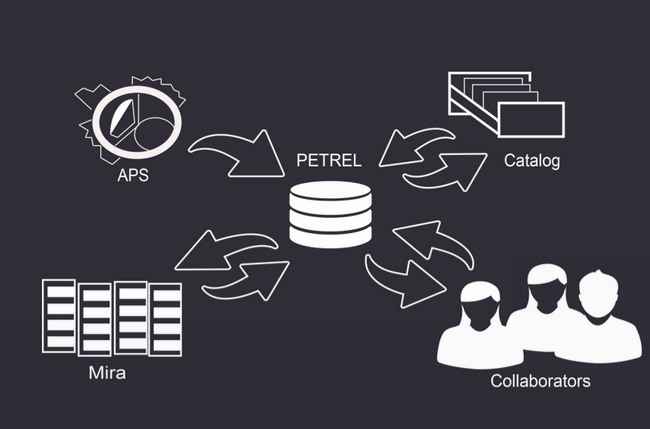 PETREL
Catalog
APS
Mira
Collaborators